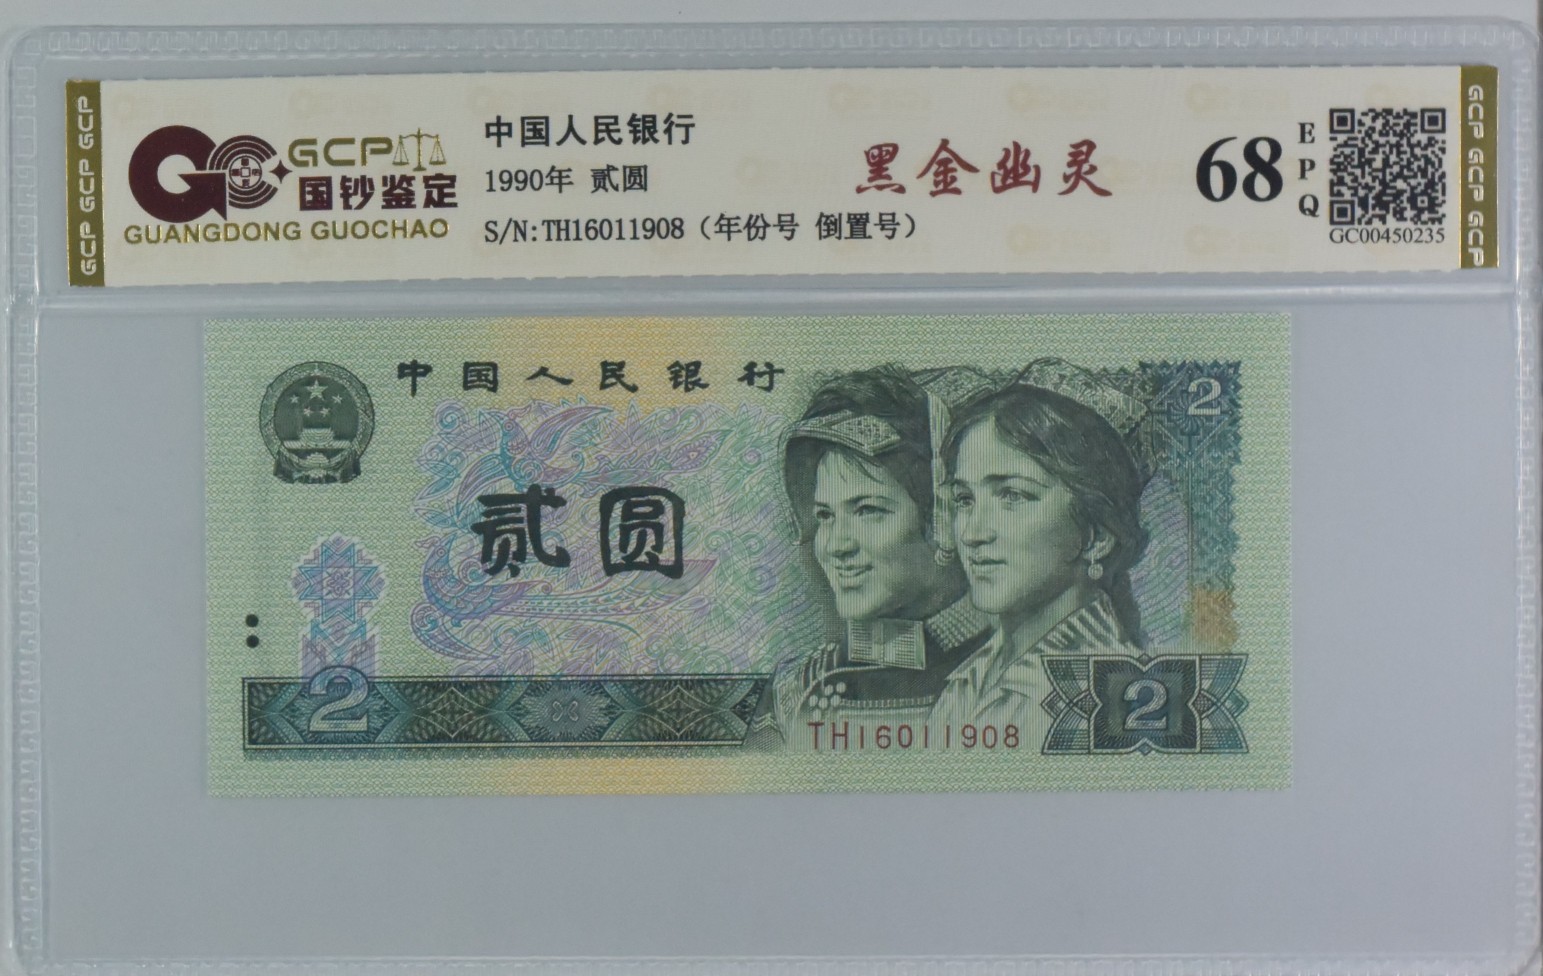 GCP GCP GCP
GCP
国钞鉴定
GUANGDONG GUOCHAO
中国人民银行
1990年 贰圆
S/N:TH16011908（年份号 倒置号）
黑金幽灵
68
EPQ
GC00450235
GCP GCP GCP
中国人民银行
2
贰圆
2
TH16011908
2